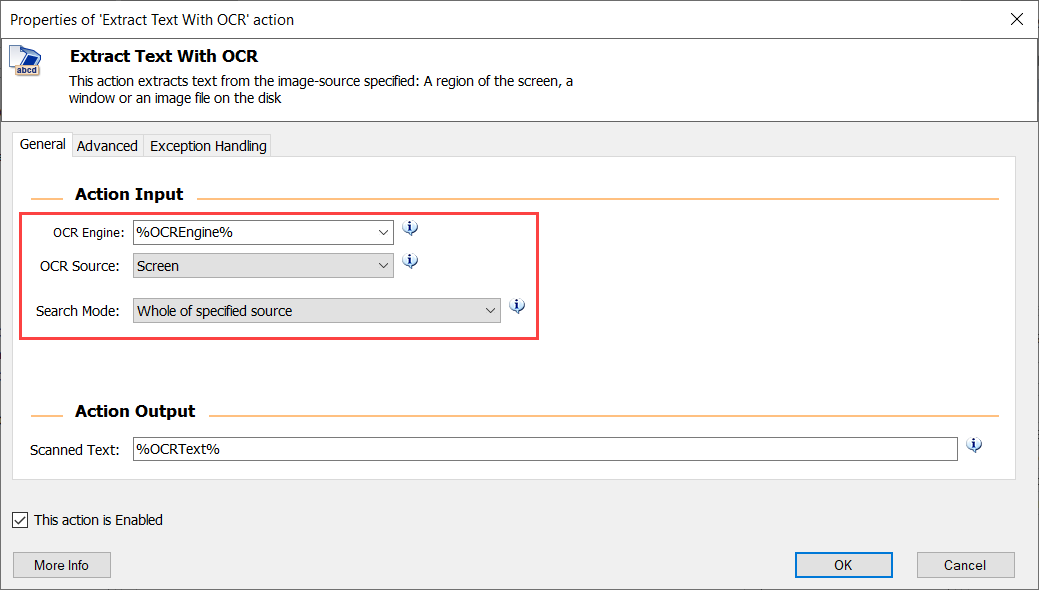 Properties of 'Extract Text With OCR' action
abcd
Extract Text With OCR
This action extracts text from the image-source specified: A region of the screen, a
window or an image file on the disk
General Advanced Exception Handling
Action Input
OCR Engine: %OCREngine%
OCR Source: Screen
Search Mode: Whole of specified source
Action Output
Scanned Text: %OCRText%
This action is Enabled
More Info OK Cancel